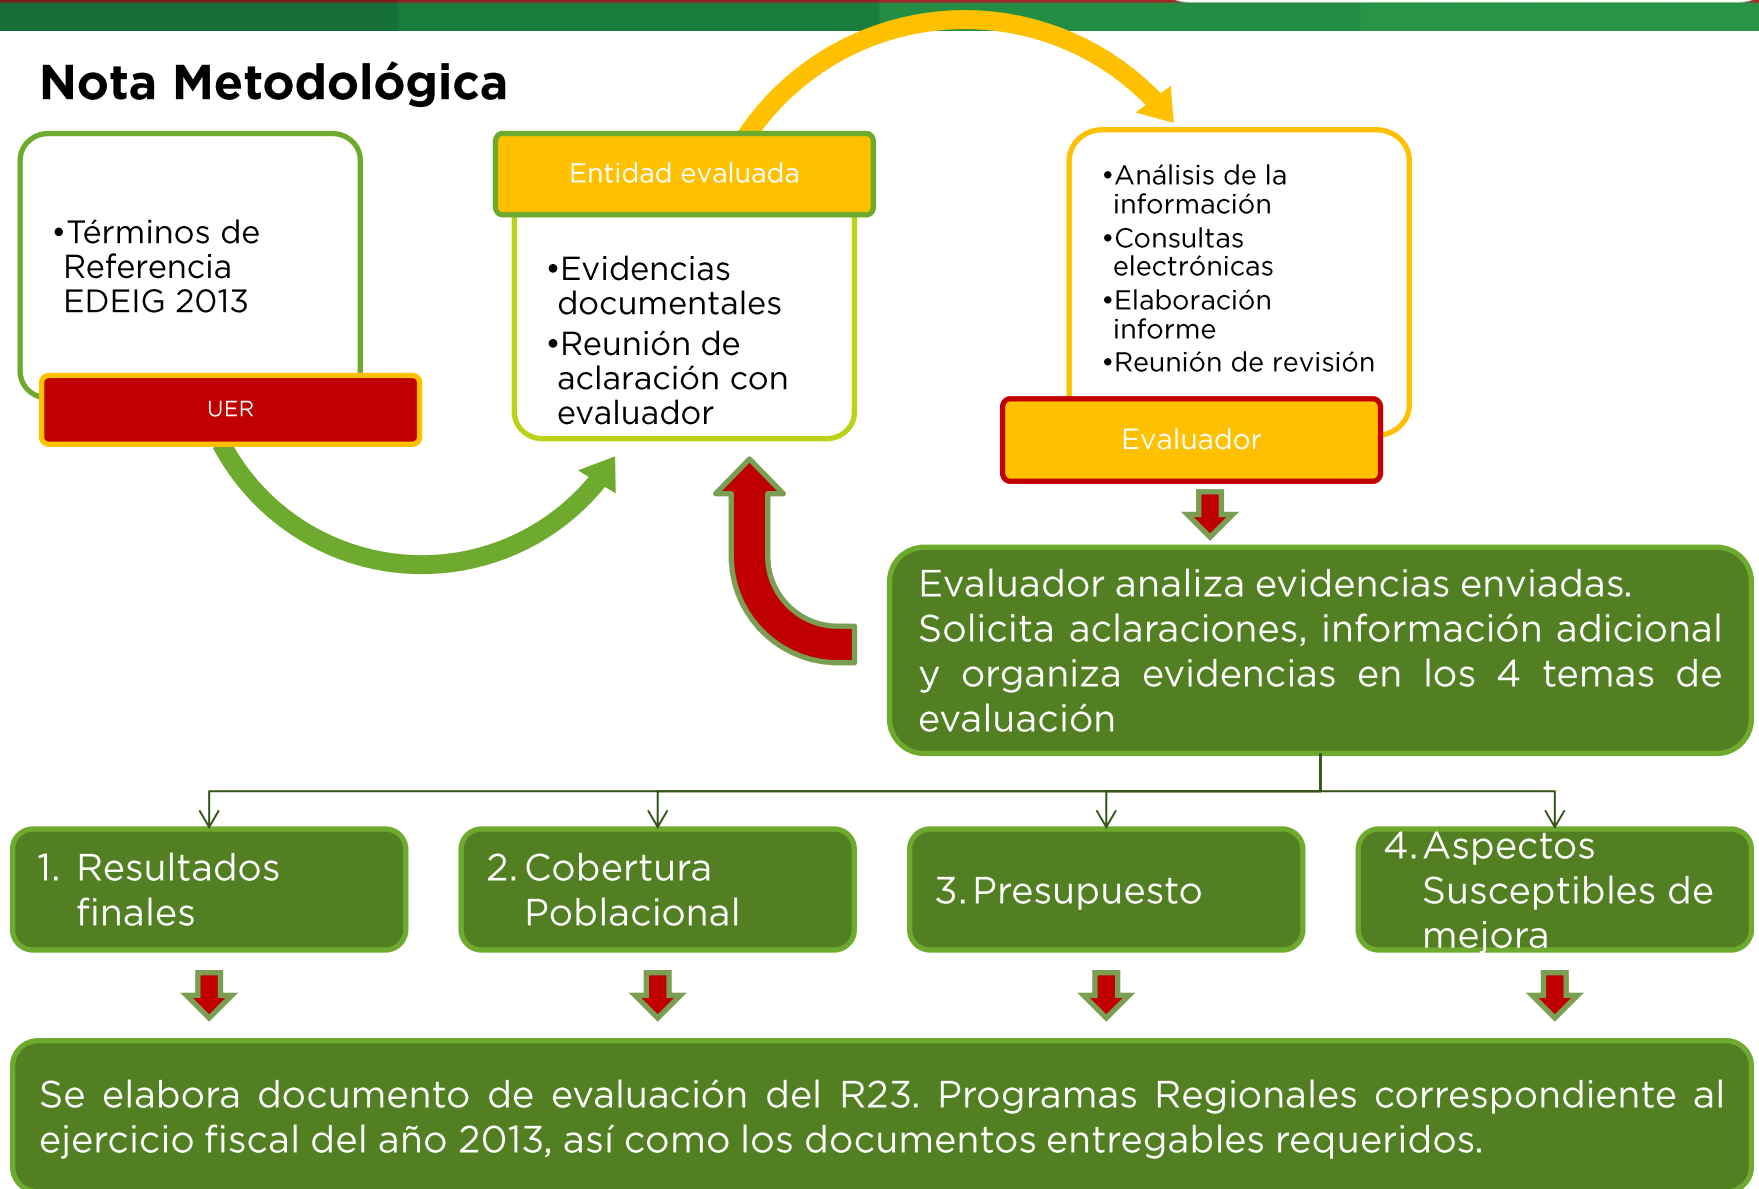 Nota Metodológica
•Términos de
Referencia
EDEIG 2013
UER
Entidad evaluada
•Evidencias
documentales
•Reunión de
aclaración con
evaluador
•Análisis de la
información
•Consultas
electrónicas
•Elaboración
informe
•Reunión de revisión
Evaluador
Evaluador analiza evidencias enviadas.
Solicita aclaraciones, información adicional
y organiza evidencias en los 4 temas de
evaluación
1. Resultados
finales
2. Cobertura
Poblacional
3. Presupuesto
4. Aspectos
Susceptibles de
mejora
Se elabora documento de evaluación del R23. Programas Regionales correspondiente al
ejercicio fiscal del año 2013, así como los documentos entregables requeridos.